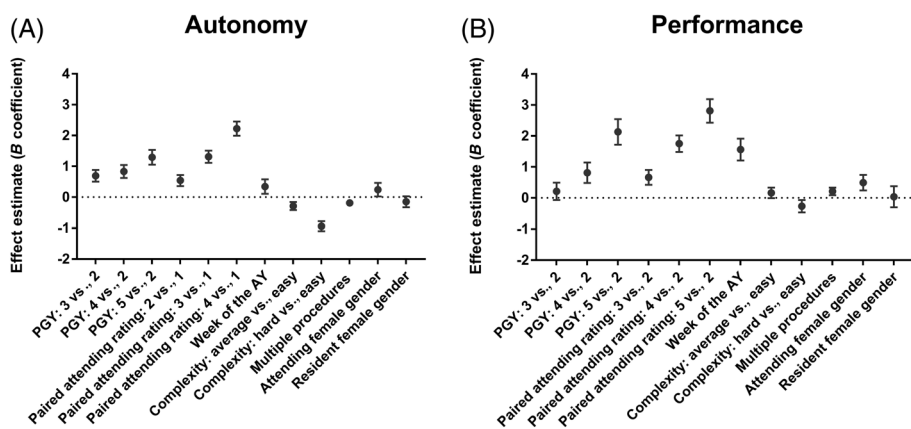 (A)
Autonomy
Effect estimate (B coefficient)
4
3
2
1
0
-1
-2
PGY: 3 vs., 2
PGY: 4 vs., 2
PGY: 5 vs., 2
Paired attending rating: 2 vs., 1
Paired attending rating: 3 vs., 1
Paired attending rating: 4 vs., 1
Week of the AY
Complexity: average vs., easy
Complexity: hard vs., easy
Multiple procedures
Attending female gender
Resident female gender
(B)
Performance
Effect estimate (B coefficient)
4
3
2
1
0
-1
-2
PGY: 3 vs., 2
PGY: 4 vs., 2
PGY: 5 vs., 2
Paired attending rating: 3 vs., 2
Paired attending rating: 4 vs., 2
Paired attending rating: 5 vs., 2
Week of the AY
Complexity: average vs., easy
Complexity: hard vs., easy
Multiple procedures
Attending female gender
Resident female gender